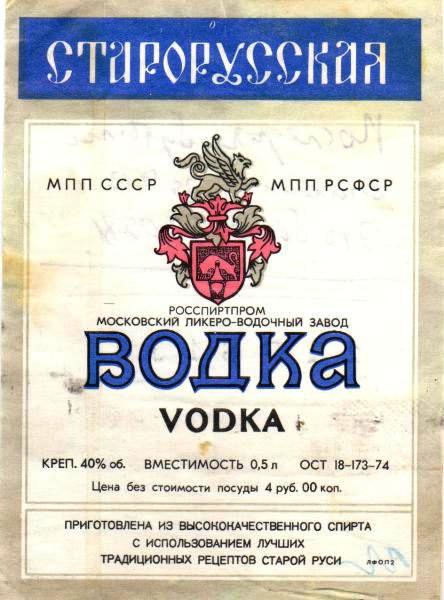 СТАРОРУССКАЯ
МПП СССР МПП РСФСР
РОССПИРТПРОМ
МОСКОВСКИЙ ЛИКЕРО-ВОДОЧНЫЙ ЗАВОД
ВОДКА
VODKA
КРЕП. 40% об. ВМЕСТИМОСТЬ 0,5 л ОСТ 18-173-74
Цена без стоимости посуды 4 руб. 00 коп.
ПРИГОТОВЛЕНА ИЗ ВЫСОКОКАЧЕСТВЕННОГО СПИРТА
С ИСПОЛЬЗОВАНИЕМ ЛУЧШИХ
ТРАДИЦИОННЫХ РЕЦЕПТОВ СТАРОЙ РУСИ
ЛФОП2